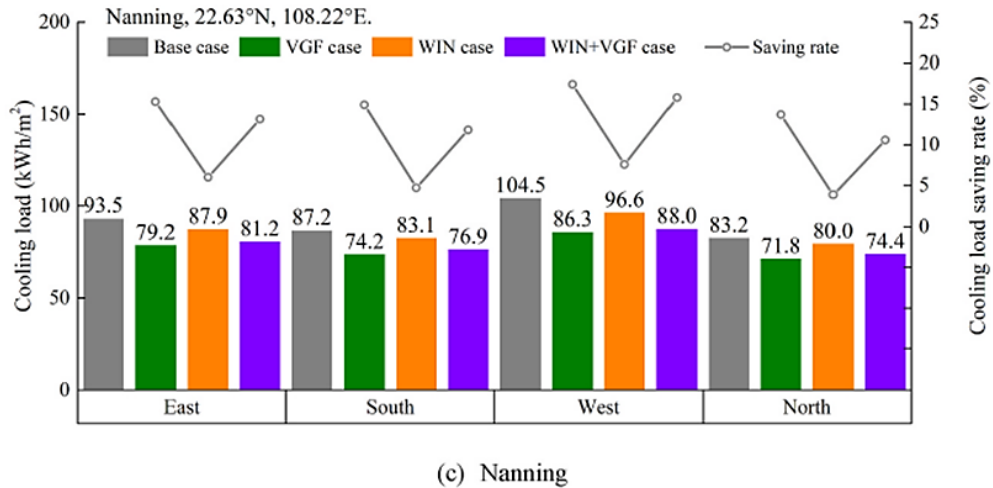 Nanning, 22.63°N, 108.22°E.
Base case VGF case WIN case WIN+VGF case Saving rate
Cooling load (kWh/m²)
200
150
100
50
0
93.5 79.2 87.9 81.2
87.2 74.2 83.1 76.9
104.5 86.3 96.6 88.0
83.2 71.8 80.0 74.4
East South West North
25
20
15
10
5
0
Cooling load saving rate (%)
(c) Nanning